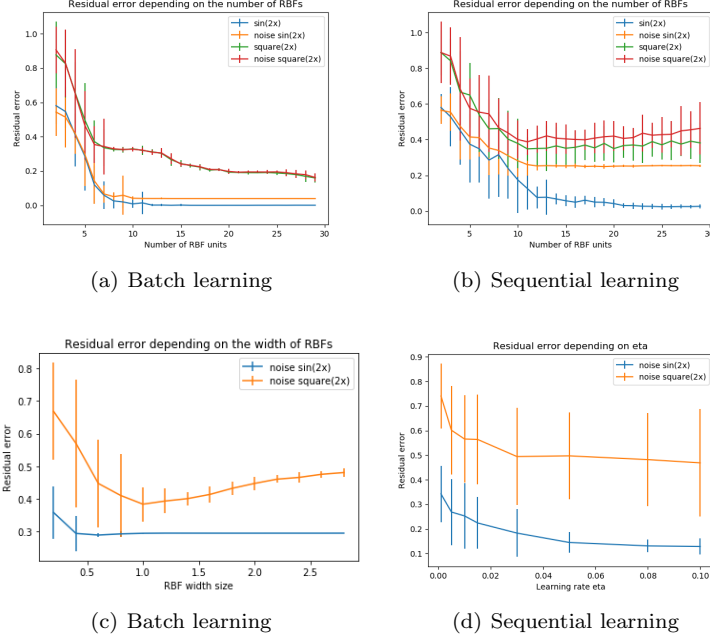 Residual error depending on the number of RBFs
Residual error depending on the number of RBFs
Residual error
1.0
0.8
0.6
0.4
0.2
0.0
sin(2x)
noise sin(2x)
square(2x)
noise square(2x)
5
10
15
20
25
30
Number of RBF units
Residual error
1.0
0.8
0.6
0.4
0.2
0.0
sin(2x)
noise sin(2x)
square(2x)
noise square(2x)
5
10
15
20
25
30
Number of RBF units
(a) Batch learning
(b) Sequential learning
Residual error depending on the width of RBFs
Residual error
0.8
0.7
0.6
0.5
0.4
0.3
noise sin(2x)
noise square(2x)
0.5
1.0
1.5
2.0
2.5
RBF width size
Residual error depending on eta
Residual error
0.9
0.8
0.7
0.6
0.5
0.4
0.3
0.2
0.1
noise sin(2x)
noise square(2x)
0.00
0.02
0.04
0.06
0.08
0.10
Learning rate eta
(c) Batch learning
(d) Sequential learning